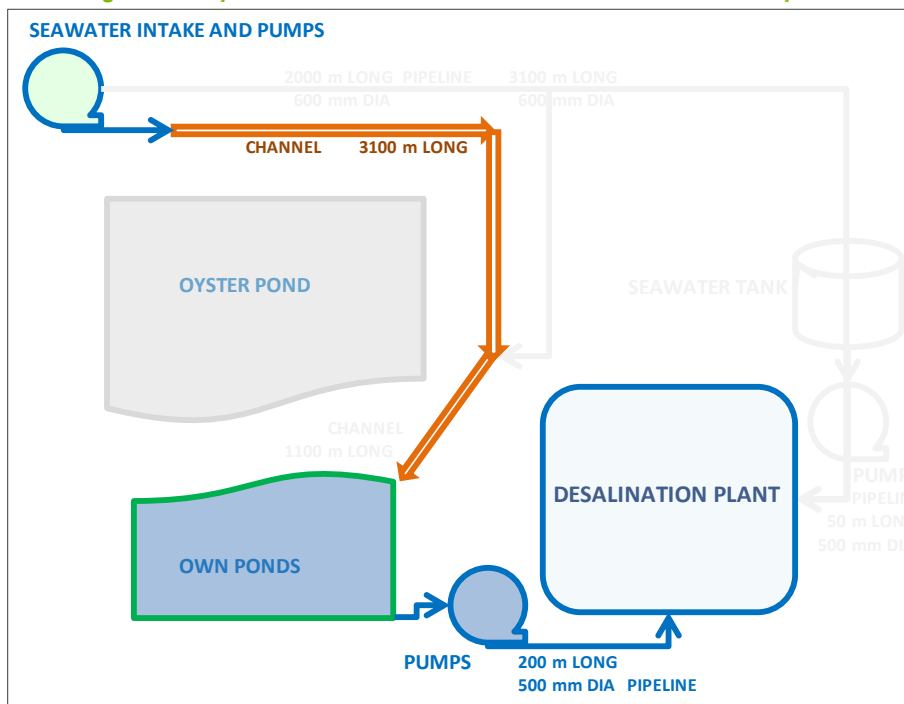 SEAWATER INTAKE AND PUMPS
2000 m LONG PIPELINE 3100 m LONG
600 mm DIA 600 mm DIA
CHANNEL 3100 m LONG
OYSTER POND
SEAWATER TANK
CHANNEL
1100 m LONG
DESALINATION PLANT
PUMP
PIPELIN
50 m LON
500 mm DI
OWN PONDS
PUMPS
200 m LONG
500 mm DIA PIPELINE